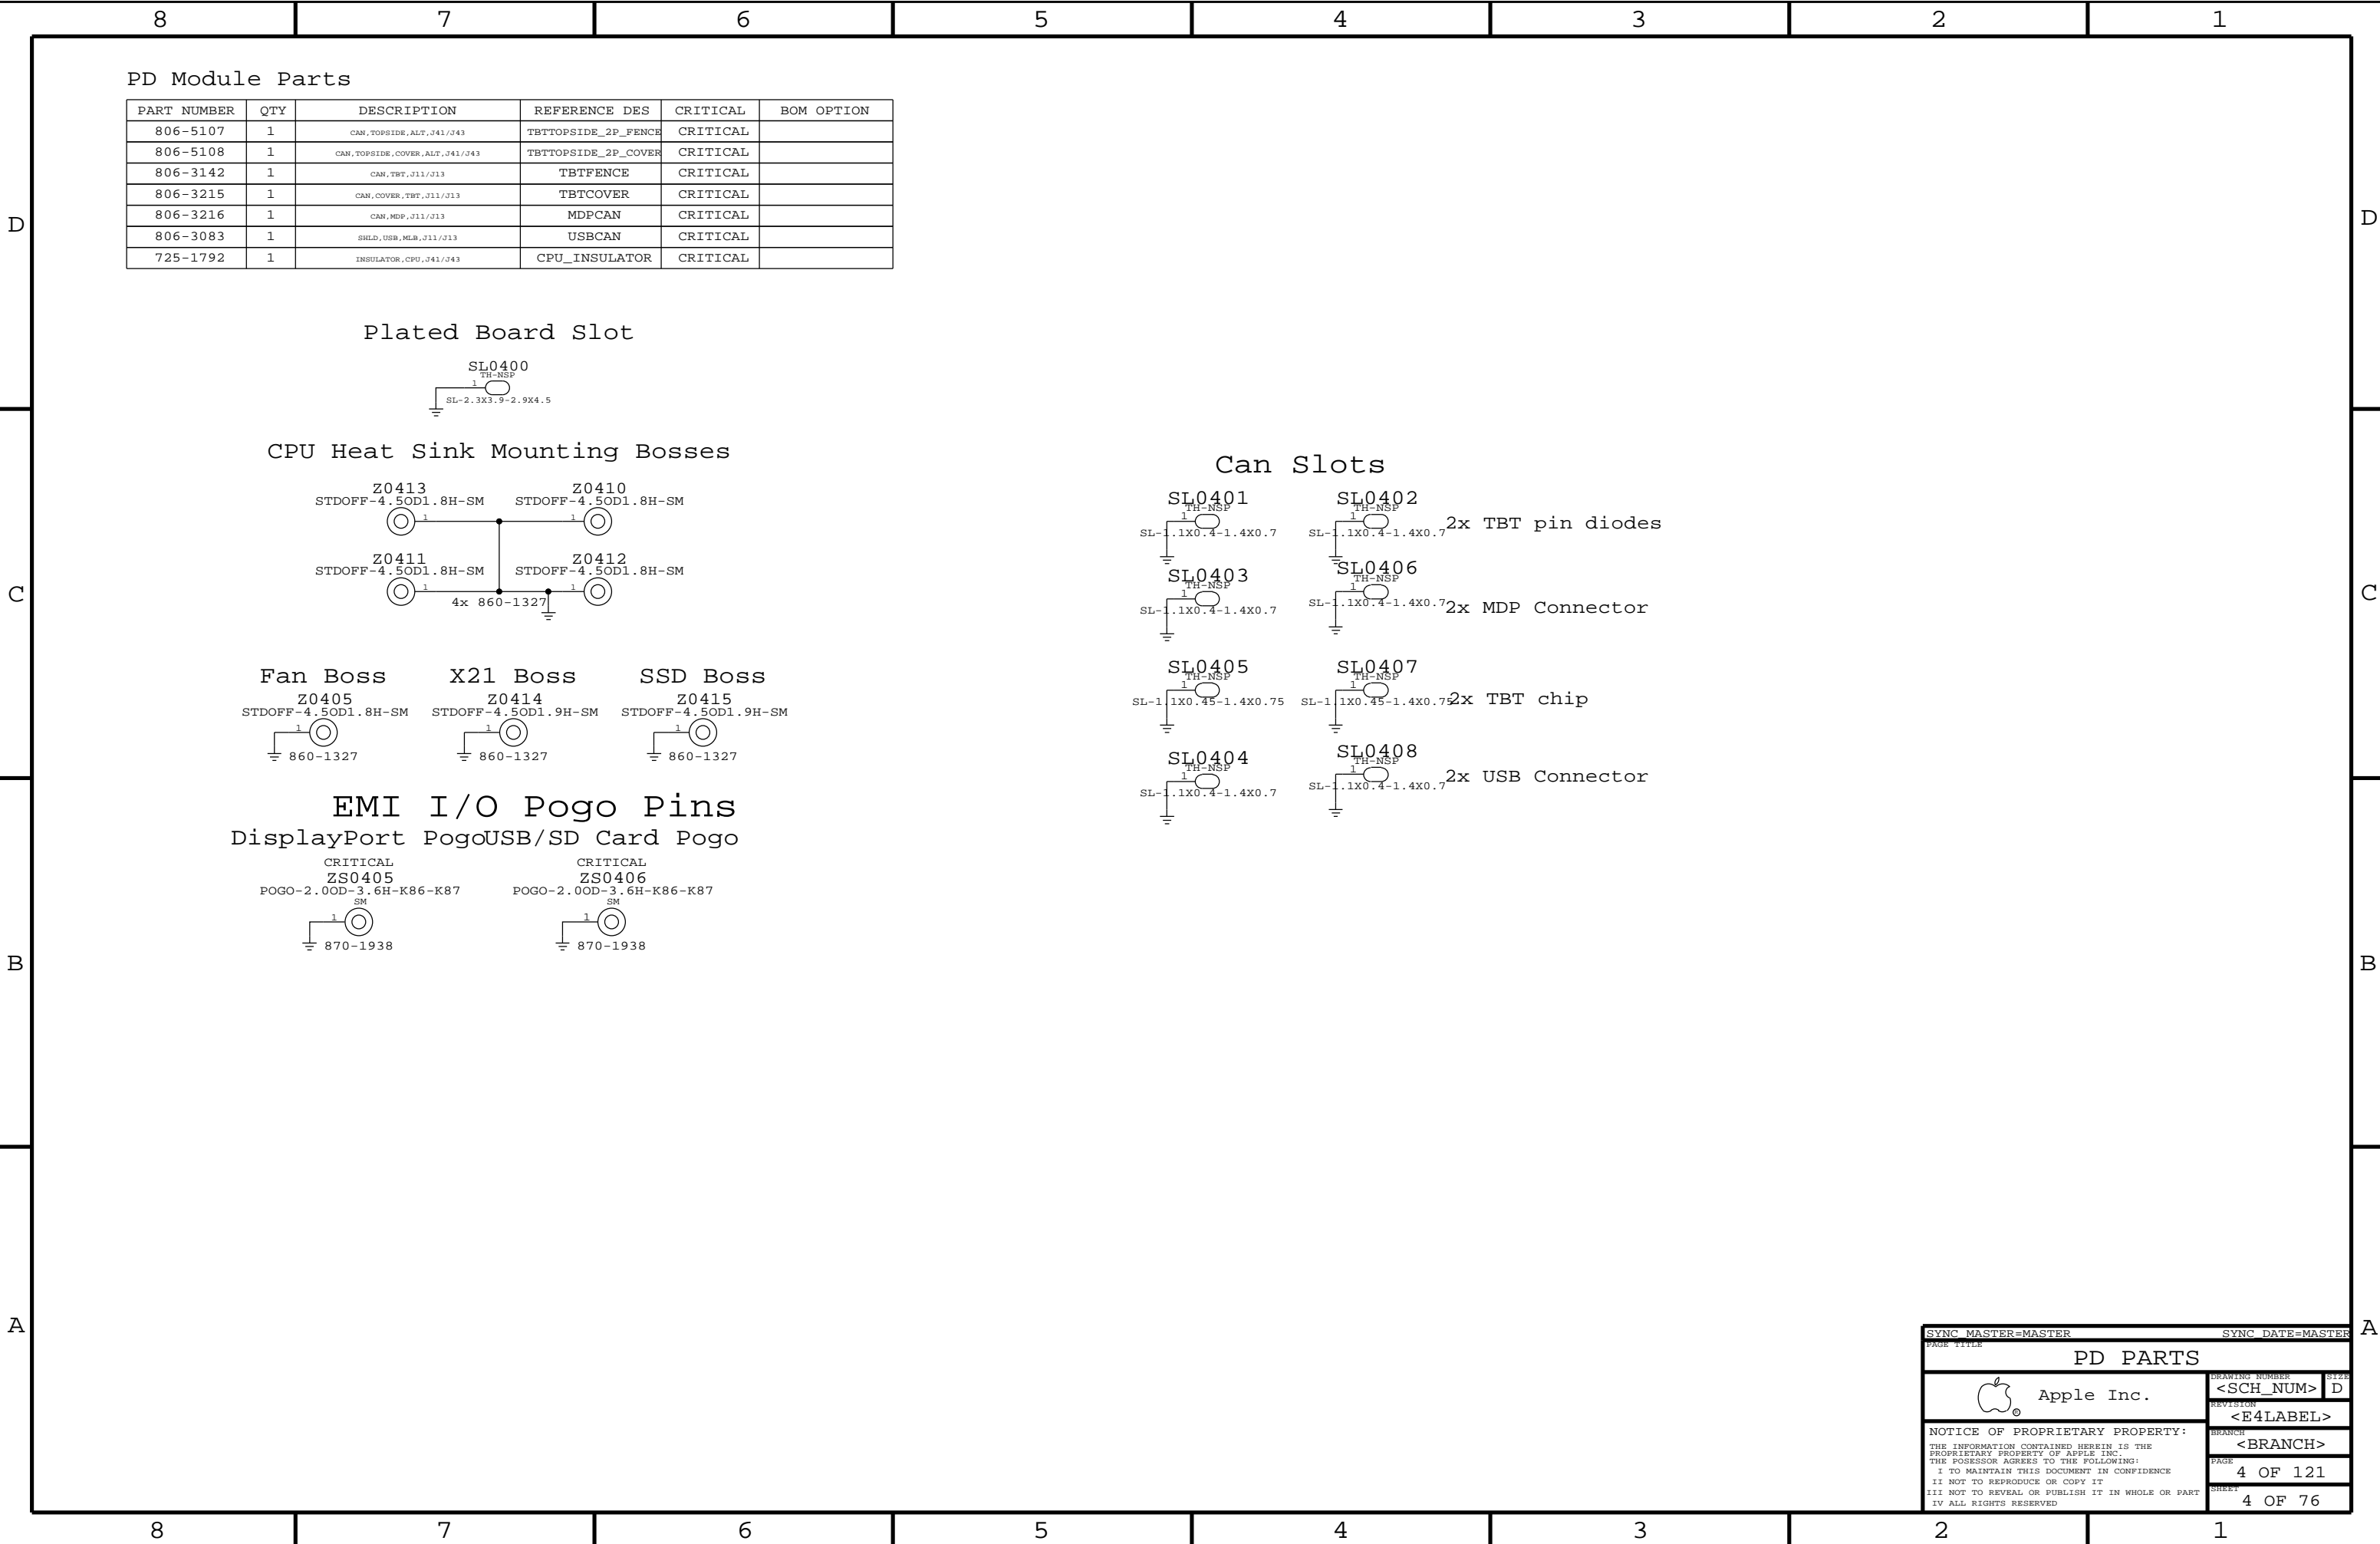 8 7 6 5 4 3 2 1
PD Module Parts
PART NUMBER QTY DESCRIPTION REFERENCE DES CRITICAL BOM OPTION
806-5107 1 CAN,TOPSIDE,ALT,J41/J43 TBTTOPSIDE_2P_FENCE CRITICAL
806-5108 1 CAN,TOPSIDE,COVER,ALT,J41/J43 TBTTOPSIDE_2P_COVER CRITICAL
806-3142 1 CAN,TBT,J11/J13 TBTFENCE CRITICAL
806-3215 1 CAN,COVER,TBT,J11/J13 TBTCOVER CRITICAL
806-3216 1 CAN,MDP,J11/J13 MDPCAN CRITICAL
806-3083 1 SHLD,USB,MLB,J11/J13 USBCAN CRITICAL
725-1792 1 INSULATOR,CPU,J41/J43 CPU_INSULATOR CRITICAL
D D
Plated Board Slot
SL0400
TH-NSP
1
SL-2.3X3.9-2.9X4.5
CPU Heat Sink Mounting Bosses
Z0413 Z0410
STDOFF-4.5OD1.8H-SM STDOFF-4.5OD1.8H-SM
1 1
Z0411 Z0412
STDOFF-4.5OD1.8H-SM STDOFF-4.5OD1.8H-SM
1 1
4x 860-1327
C C
Fan Boss X21 Boss SSD Boss
Z0405 Z0414 Z0415
STDOFF-4.5OD1.8H-SM STDOFF-4.5OD1.9H-SM STDOFF-4.5OD1.9H-SM
1 1 1
860-1327 860-1327 860-1327
EMI I/O Pogo Pins
DisplayPort Pogo USB/SD Card Pogo
CRITICAL CRITICAL
ZS0405 ZS0406
POGO-2.0OD-3.6H-K86-K87 POGO-2.0OD-3.6H-K86-K87
SM SM
1 1
870-1938 870-1938
Can Slots
SL0401 SL0402
TH-NSP TH-NSP
1 1
2x TBT pin diodes
SL-1.1X0.4-1.4X0.7 SL-1.1X0.4-1.4X0.7
SL0403 SL0406
TH-NSP TH-NSP
1 1
SL-1.1X0.4-1.4X0.7 SL-1.1X0.4-1.4X0.7
2x MDP Connector
SL0405 SL0407
TH-NSP TH-NSP
1 1
SL-1.1X0.45-1.4X0.75 SL-1.1X0.45-1.4X0.75
2x TBT chip
SL0404 SL0408
TH-NSP TH-NSP
1 1
2x USB Connector
SL-1.1X0.4-1.4X0.7 SL-1.1X0.4-1.4X0.7
B B
A A
SYNC_MASTER=MASTER SYNC_DATE=MASTER
PAGE TITLE
PD PARTS
Apple Inc.
®
DRAWING NUMBER SIZE
<SCH_NUM> D
REVISION
<E4LABEL>
BRANCH
<BRANCH>
PAGE
4 OF 121
SHEET
4 OF 76
NOTICE OF PROPRIETARY PROPERTY:
THE INFORMATION CONTAINED HEREIN IS THE
PROPRIETARY PROPERTY OF APPLE INC.
THE POSESSOR AGREES TO THE FOLLOWING:
I TO MAINTAIN THIS DOCUMENT IN CONFIDENCE
II NOT TO REPRODUCE OR COPY IT
III NOT TO REVEAL OR PUBLISH IT IN WHOLE OR PART
IV ALL RIGHTS RESERVED
8 7 6 5 4 3 2 1